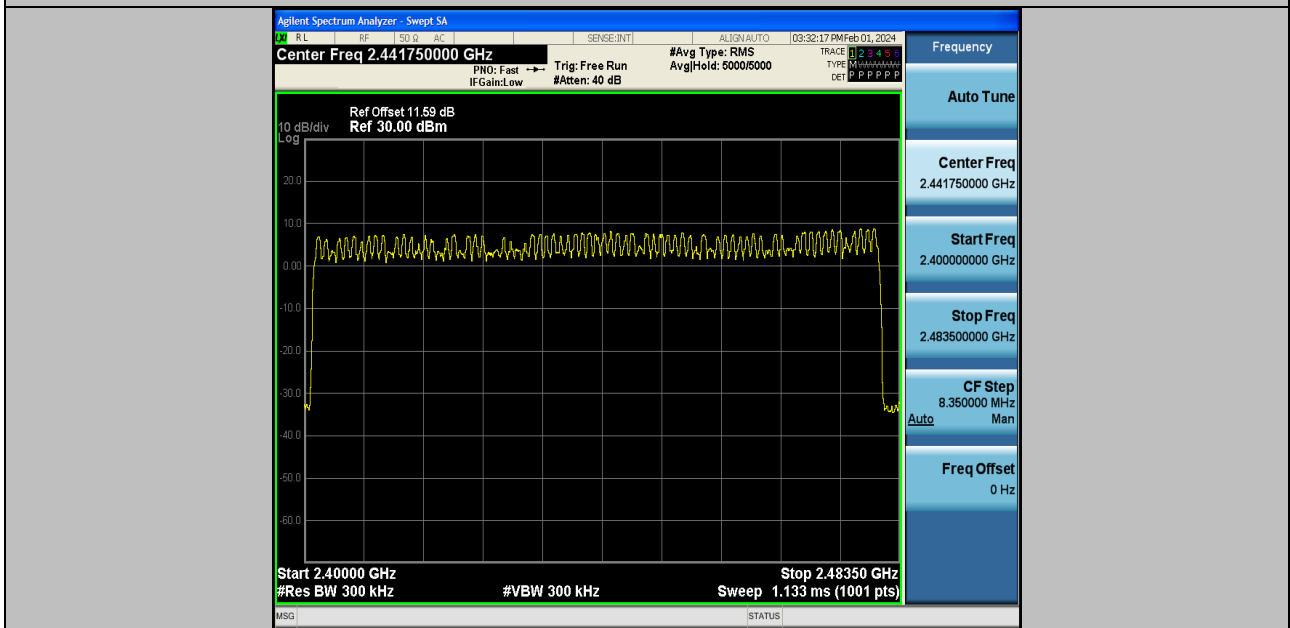 Agilent Spectrum Analyzer - Swept SA
LXI RL RF 50 Ω AC SENSE:INT ALIGN AUTO 03:32:17 PM Feb 01, 2024
Center Freq 2.441750000 GHz
PNO: Fast
IFGain:Low
Trig: Free Run
#Atten: 40 dB
#Avg Type: RMS
Avg|Hold: 5000/5000
TRACE 1 2 3 4 5 6
TYPE M
DET P P P P P P
Ref Offset 11.59 dB
10 dB/div Ref 30.00 dBm
Log
20.0
10.0
0.00
-10.0
-20.0
-30.0
-40.0
-50.0
-60.0
Start 2.40000 GHz Stop 2.48350 GHz
#Res BW 300 kHz #VBW 300 kHz Sweep 1.133 ms (1001 pts)
MSG STATUS
Frequency
Auto Tune
Center Freq
2.441750000 GHz
Start Freq
2.400000000 GHz
Stop Freq
2.483500000 GHz
CF Step
8.350000 MHz
Auto Man
Freq Offset
0 Hz